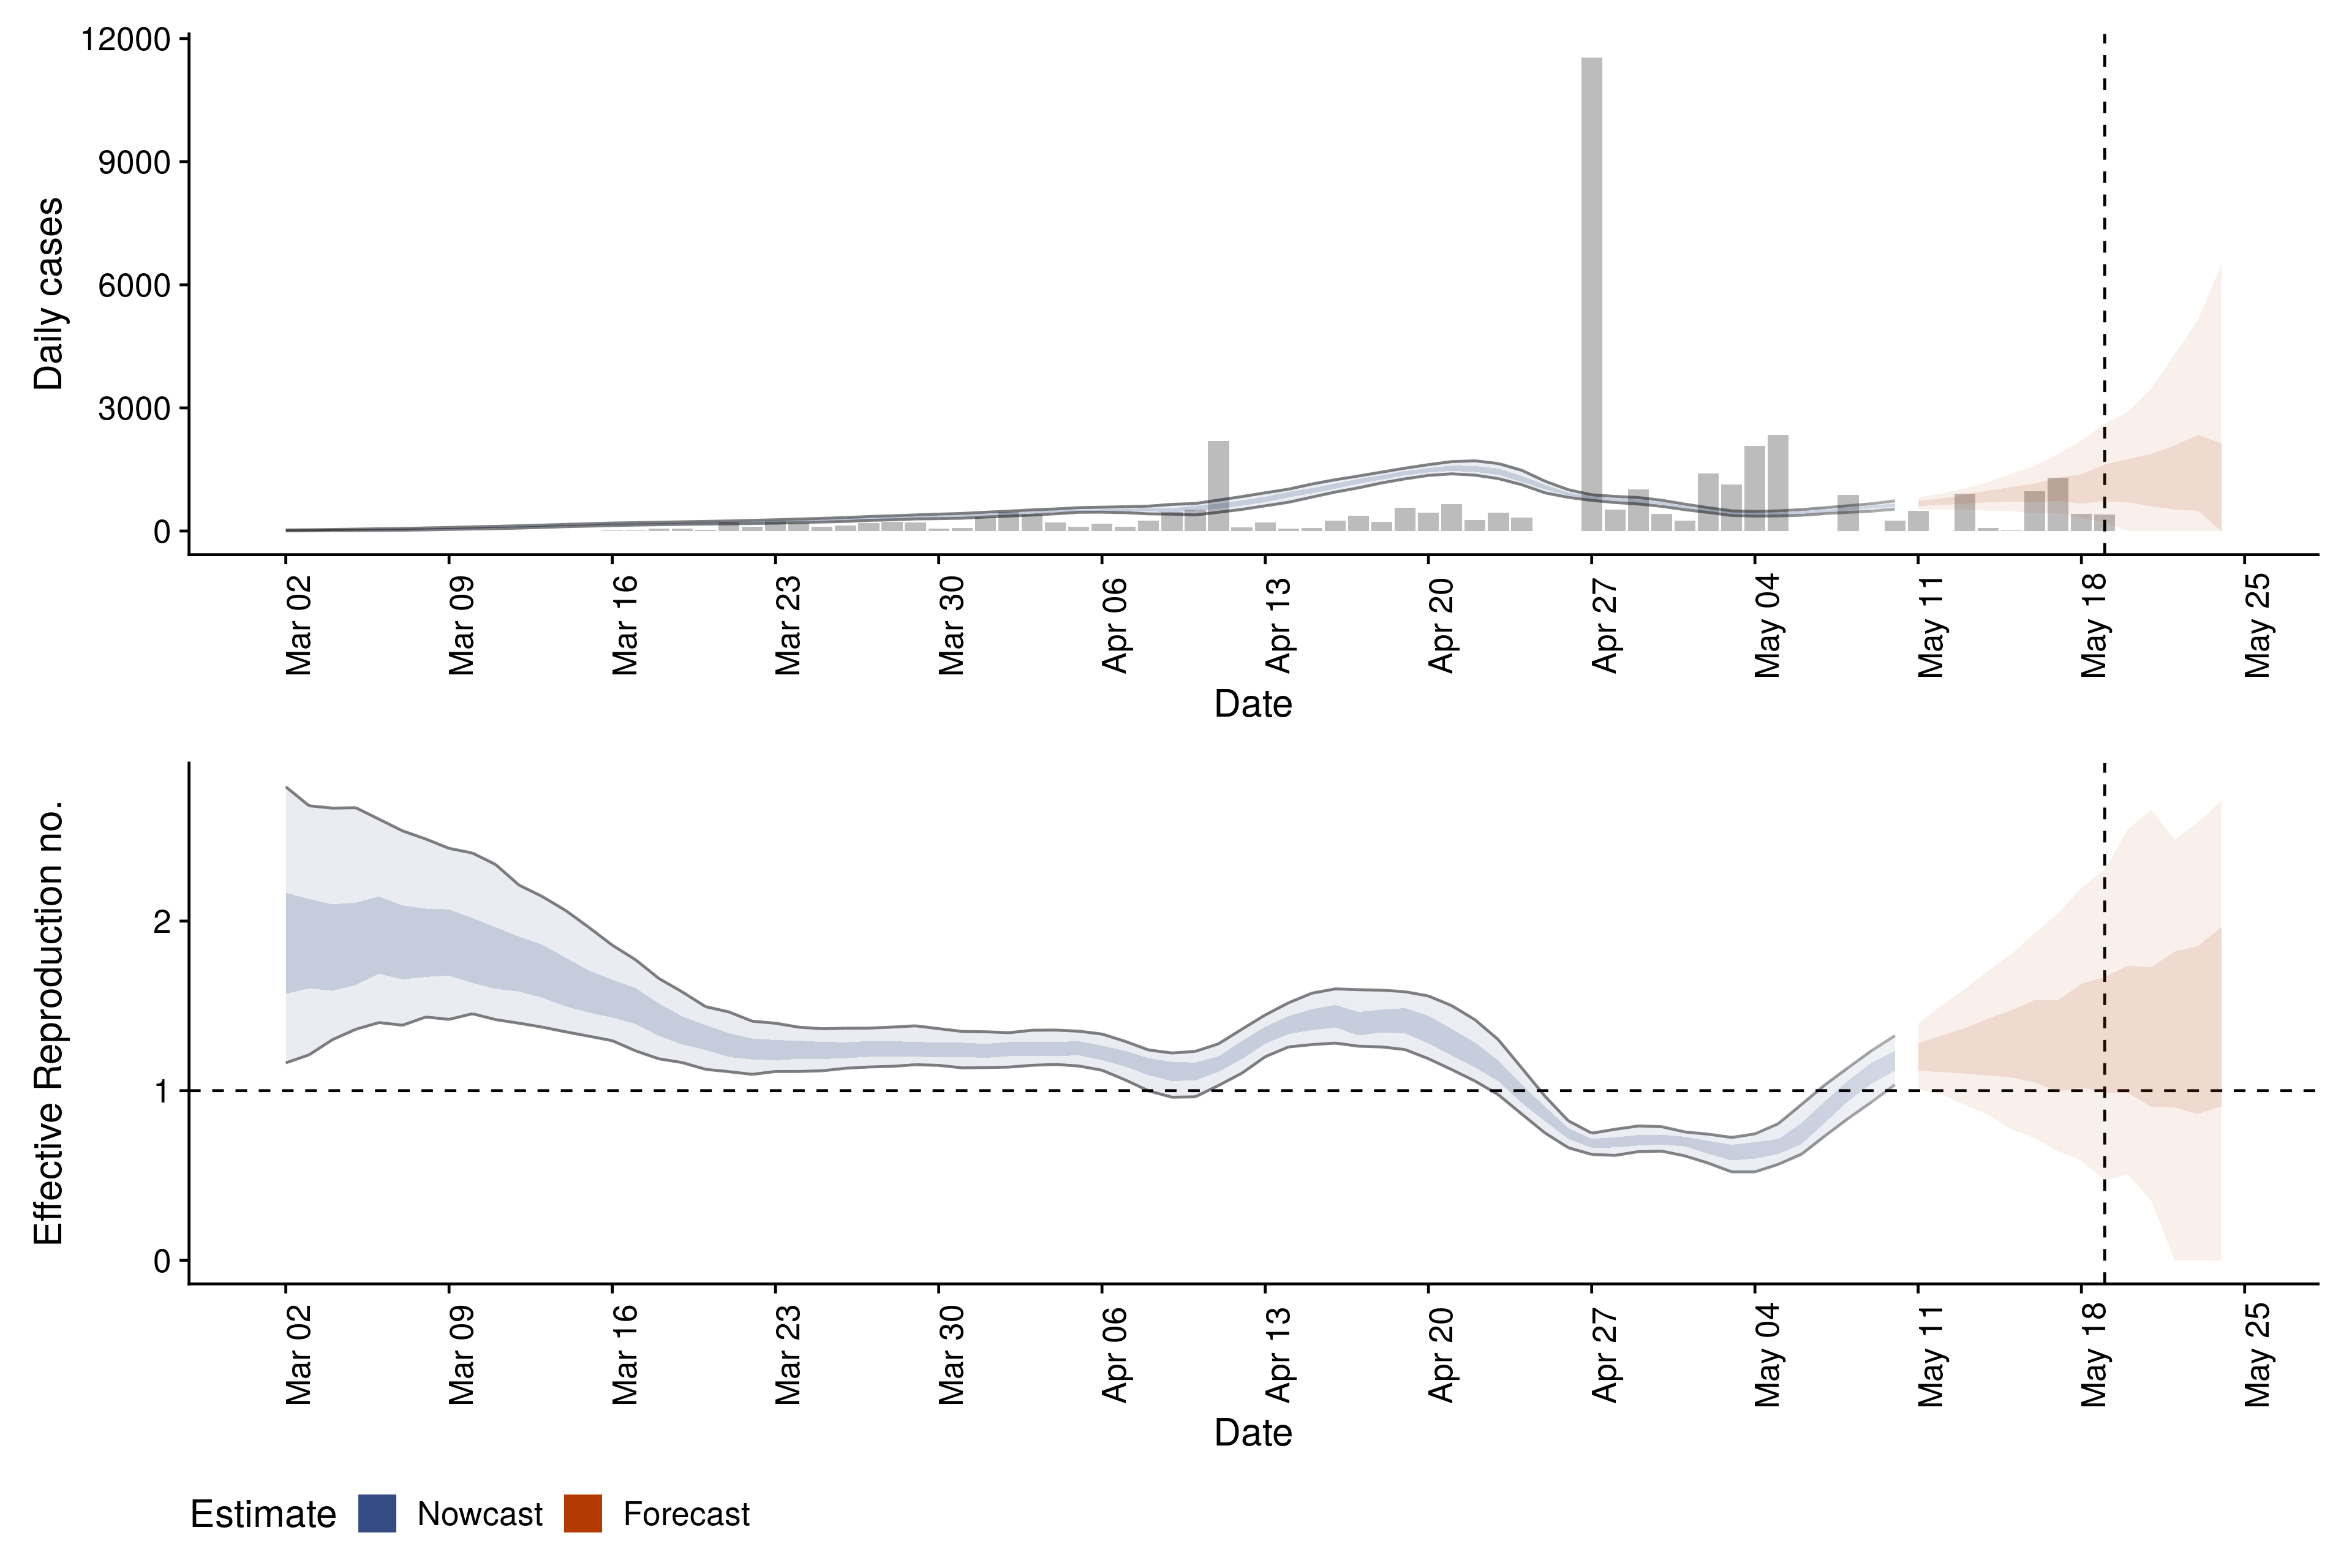 12000
9000
6000
3000
0
Daily cases
Mar 02
Mar 09
Mar 16
Mar 23
Mar 30
Apr 06
Apr 13
Apr 20
Apr 27
May 04
May 11
May 18
May 25
Date
2
1
0
Effective Reproduction no.
Mar 02
Mar 09
Mar 16
Mar 23
Mar 30
Apr 06
Apr 13
Apr 20
Apr 27
May 04
May 11
May 18
May 25
Date
Estimate Nowcast Forecast